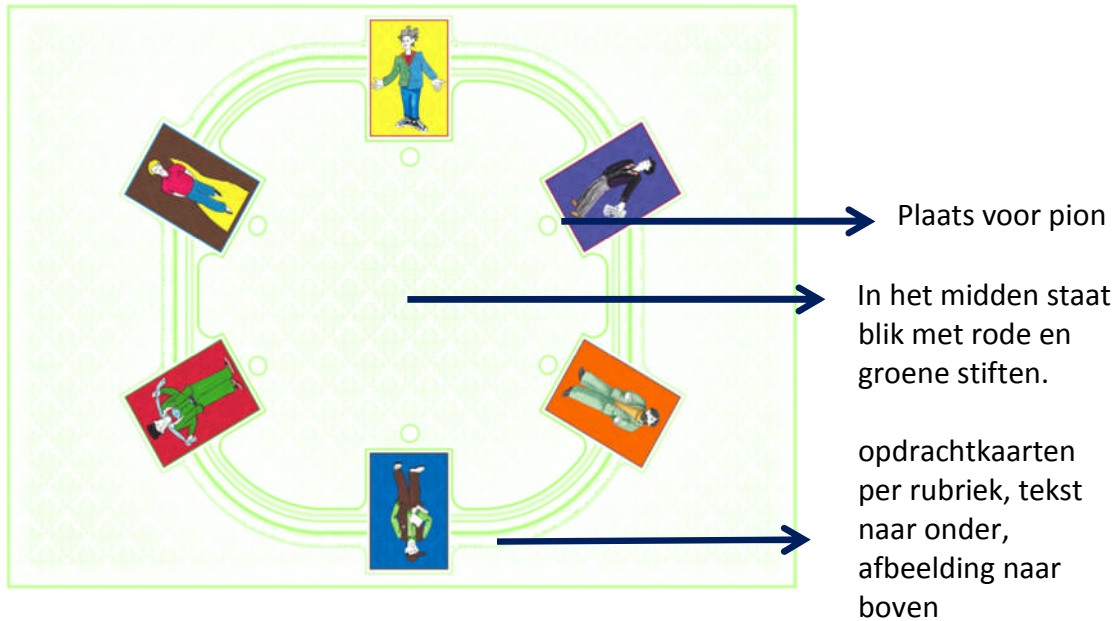 Plaats voor pion
In het midden staat
blik met rode en
groene stiften.
opdrachtkaarten
per rubriek, tekst
naar onder,
afbeelding naar
boven